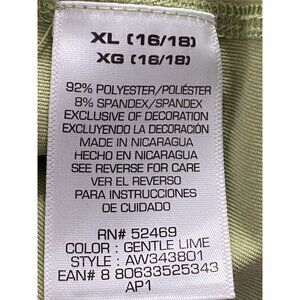 XL (16/18)
XG (16/18)
92% POLYESTER/POLIÉSTER
8% SPANDEX/SPANDEX
EXCLUSIVE OF DECORATION
EXCLUYENDO LA DECORACIÓN
MADE IN NICARAGUA
HECHO EN NICARAGUA
SEE REVERSE FOR CARE
VER EL REVERSO
PARA INSTRUCCIONES
DE CUIDADO
RN# 52469
COLOR : GENTLE LIME
STYLE : AW343801
EAN# 8 80633525343
AP1